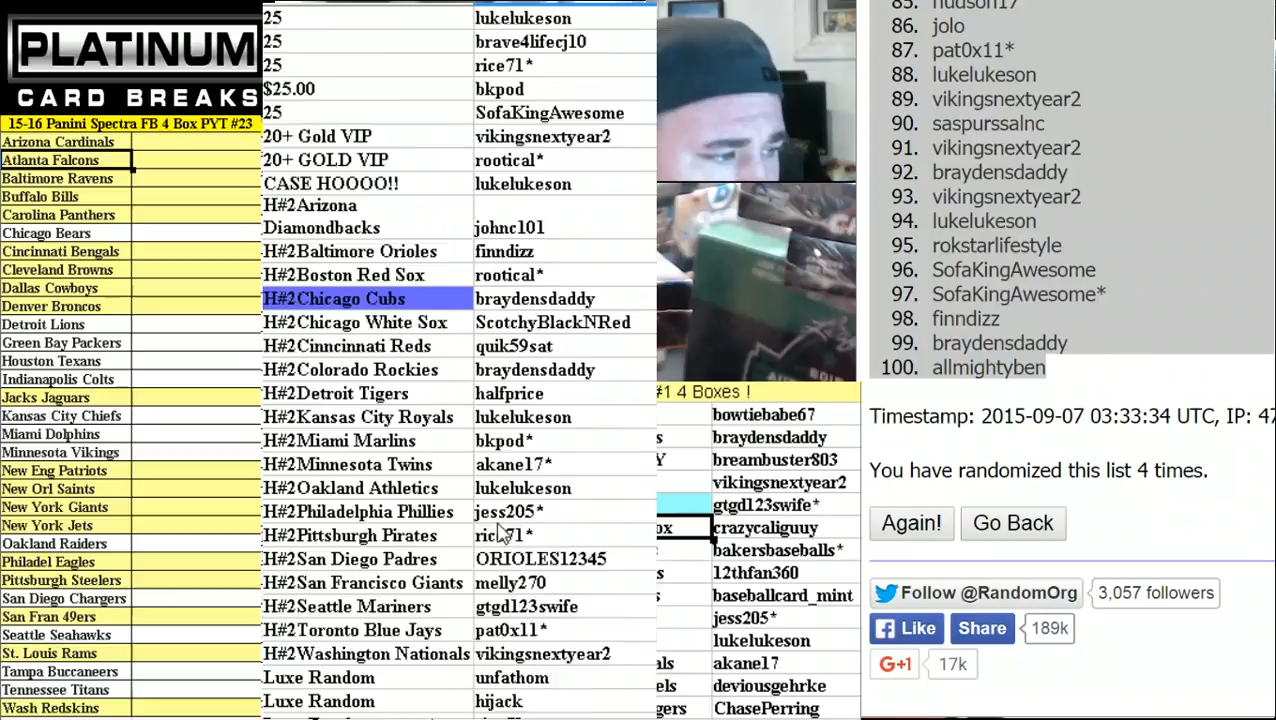 PLATINUM
CARD BREAKS
15-16 Panini Spectra FB 4 Box PYT #23
Arizona Cardinals
Atlanta Falcons
Baltimore Ravens
Buffalo Bills
Carolina Panthers
Chicago Bears
Cincinnati Bengals
Cleveland Browns
Dallas Cowboys
Denver Broncos
Detroit Lions
Green Bay Packers
Houston Texans
Indianapolis Colts
Jacks Jaguars
Kansas City Chiefs
Miami Dolphins
Minnesota Vikings
New Eng Patriots
New Orl Saints
New York Giants
New York Jets
Oakland Raiders
Philadel Eagles
Pittsburgh Steelers
San Diego Chargers
San Fran 49ers
Seattle Seahawks
St. Louis Rams
Tampa Buccaneers
Tennessee Titans
Wash Redskins
25 lukelukeson
25 brave4lifecj10
25 rice71*
$25.00 bkpod
25 SofaKingAwesome
20+ Gold VIP vikingsnextyear2
20+ GOLD VIP rootical*
CASE HOOOO!! lukelukeson
H#2Arizona
Diamondbacks johnc101
H#2Baltimore Orioles finndizz
H#2Boston Red Sox rootical*
H#2Chicago Cubs braydensdaddy
H#2Chicago White Sox ScotchyBlackNRed
H#2Cinncinnati Reds quik59sat
H#2Colorado Rockies braydensdaddy
H#2Detroit Tigers halfprice
H#2Kansas City Royals lukelukeson
H#2Miami Marlins bkpod*
H#2Minnesota Twins akane17*
H#2Oakland Athletics lukelukeson
H#2Philadelphia Phillies jess205*
H#2Pittsburgh Pirates
H#2San Diego Padres ORIOLES12345
H#2San Francisco Giants melly270
H#2Seattle Mariners gtgd123swife
H#2Toronto Blue Jays pat0x11*
H#2Washington Nationals vikingsnextyear2
Luxe Random unfathom
Luxe Random hijack
#1 4 Boxes !
bowtiebabe67
s braydensdaddy
Y breambuster803
vikingsnextyear2
gtgd123swife*
ox crazycaliguuy
bakersbaseballs*
s 12thfan360
s baseballcard_mint
jess205*
lukelukeson
als akane17
els deviousgehrke
gers ChasePerring
85. hudson17
86. jolo
87. pat0x11*
88. lukelukeson
89. vikingsnextyear2
90. saspurssalnc
91. vikingsnextyear2
92. braydensdaddy
93. vikingsnextyear2
94. lukelukeson
95. rokstarlifestyle
96. SofaKingAwesome
97. SofaKingAwesome*
98. finndizz
99. braydensdaddy
100. allmightyben
Timestamp: 2015-09-07 03:33:34 UTC, IP: 47
You have randomized this list 4 times.
Again! Go Back
Follow @RandomOrg 3,057 followers
Like Share 189k
G+1 17k